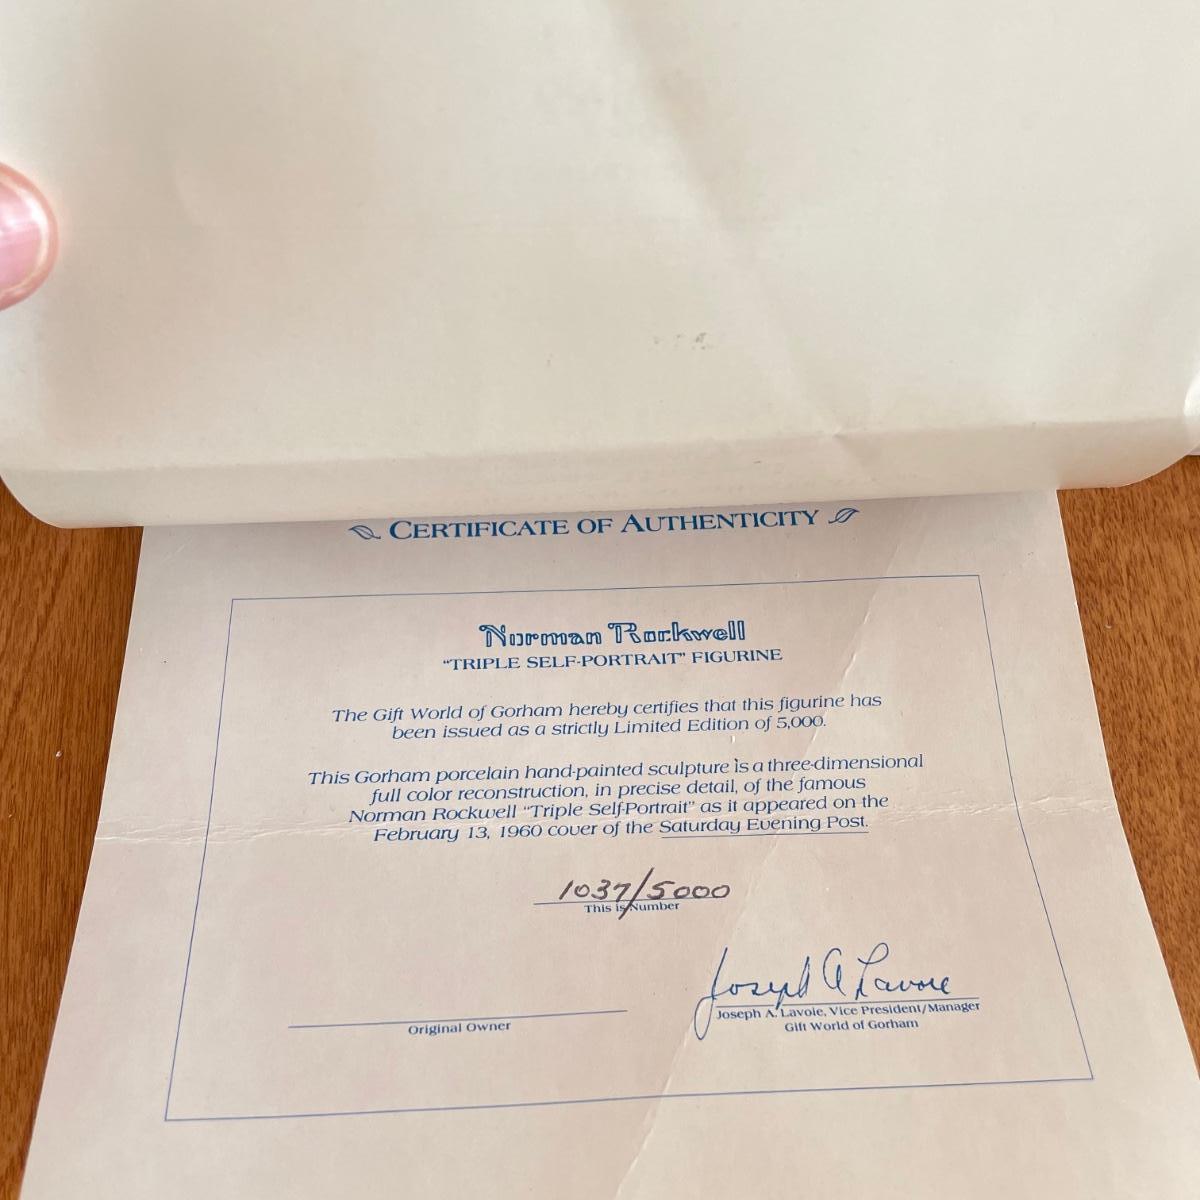 CERTIFICATE OF AUTHENTICITY
Norman Rockwell
"TRIPLE SELF-PORTRAIT" FIGURINE
The Gift World of Gorham hereby certifies that this figurine has
been issued as a strictly Limited Edition of 5,000.
This Gorham porcelain hand-painted sculpture is a three-dimensional
full color reconstruction, in precise detail, of the famous
Norman Rockwell "Triple Self-Portrait" as it appeared on the
February 13, 1960 cover of the Saturday Evening Post.
1037/5000
This is Number
Joseph A Lavoie
Joseph A. Lavoie, Vice President/Manager
Gift World of Gorham
Original Owner